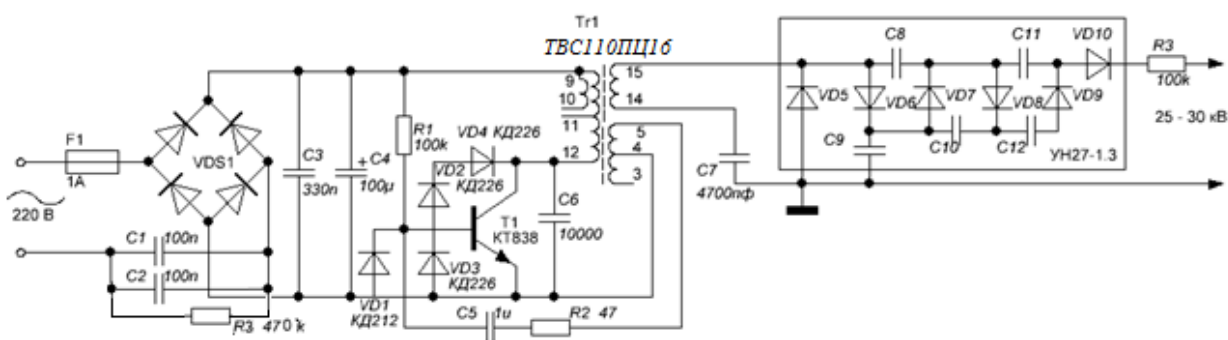 Tr1
ТВС110ПЦ16
F1
1A
220 В
VDS1
C1
100n
C2
100n
R3 470 k
C3
330n
+
C4
100µ
R1
100k
VD4 КД226
VD2
КД226
T1
КТ838
VD3
КД226
VD1
КД212
C5
1u
R2 47
C6
10000
9
10
11
12
15
14
5
4
3
C7
4700пф
C8
C11
VD10
VD5
VD6
VD7
VD8
VD9
C9
C10
C12
УН27-1.3
R3
100k
25 - 30 кВ